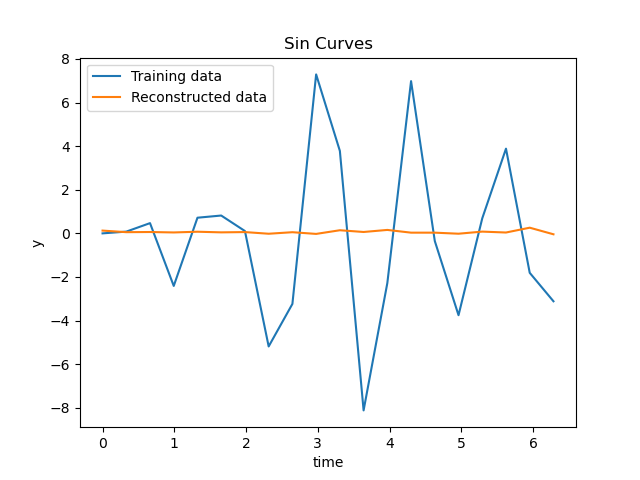 Sin Curves
Training data
Reconstructed data
8
6
4
2
0
−2
−4
−6
−8
y
0 1 2 3 4 5 6
time